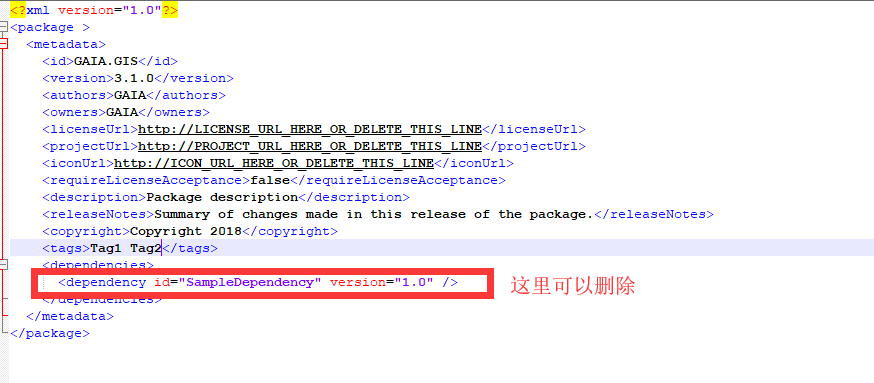 <?xml version="1.0"?>
<package >
<metadata>
<id>GAIA.GIS</id>
<version>3.1.0</version>
<authors>GAIA</authors>
<owners>GAIA</owners>
<licenseUrl>http://LICENSE_URL_HERE_OR_DELETE_THIS_LINE</licenseUrl>
<projectUrl>http://PROJECT_URL_HERE_OR_DELETE_THIS_LINE</projectUrl>
<iconUrl>http://ICON_URL_HERE_OR_DELETE_THIS_LINE</iconUrl>
<requireLicenseAcceptance>false</requireLicenseAcceptance>
<description>Package description</description>
<releaseNotes>Summary of changes made in this release of the package.</releaseNotes>
<copyright>Copyright 2018</copyright>
<tags>Tag1 Tag2</tags>
<dependencies>
<dependency id="SampleDependency" version="1.0" /> 这里可以删除
</dependencies>
</metadata>
</package>